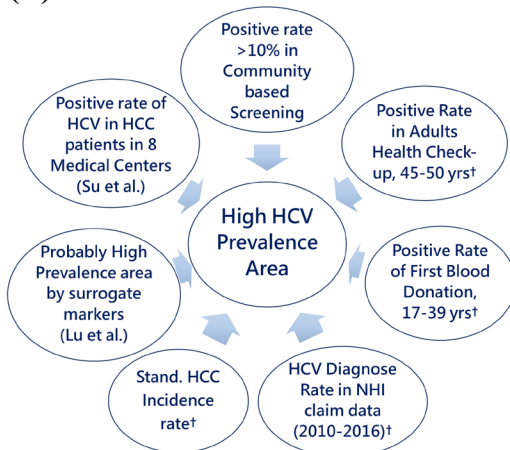 Positive rate
>10% in
Community
based
Screening
Positive rate of
HCV in HCC
patients in 8
Medical Centers
(Su et al.)
Positive Rate
in Adults
Health Check-
up, 45-50 yrs†
High HCV
Prevalence
Area
Probably High
Prevalence area
by surrogate
markers
(Lu et al.)
Positive Rate
of First Blood
Donation,
17-39 yrs†
Stand. HCC
Incidence
rate†
HCV Diagnose
Rate in NHI
claim data
(2010-2016)†